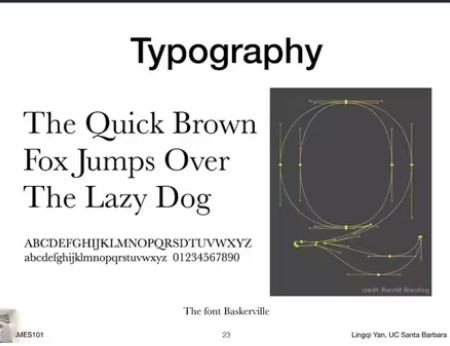 Typography
The Quick Brown
Fox Jumps Over
The Lazy Dog
ABCDEFGHIJKLMNOPQRSDTUVWXYZ
abcdefghijklmnopqrstuvwxyz 01234567890
credit: Randall Branding
The font Baskerville
AMES101
23
Lingqi Yan, UC Santa Barbara